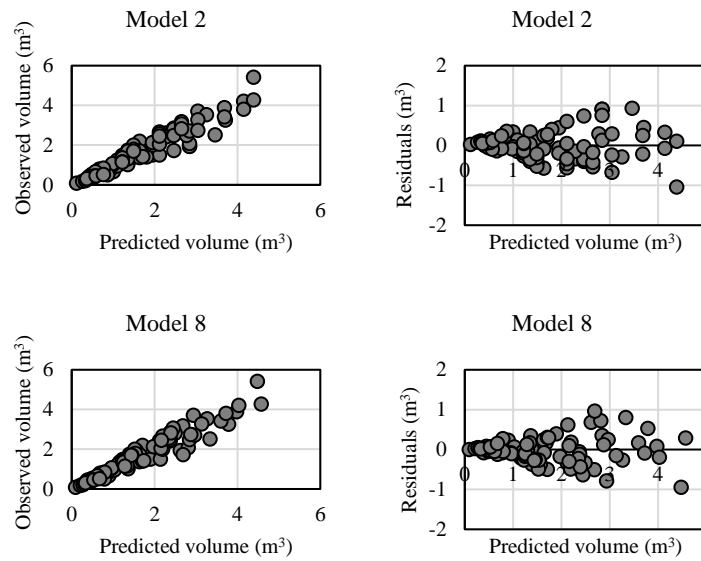 Model 2
Observed volume (m³)
6
4
2
0
0 2 4 6
Predicted volume (m³)
Model 2
Residuals (m³)
2
1
0
-1
-2
0 1 2 3 4
Predicted volume (m³)
Model 8
Observed volume (m³)
6
4
2
0
0 2 4 6
Predicted volume (m³)
Model 8
Residuals (m³)
2
1
0
-1
-2
0 1 2 3 4
Predicted volume (m³)